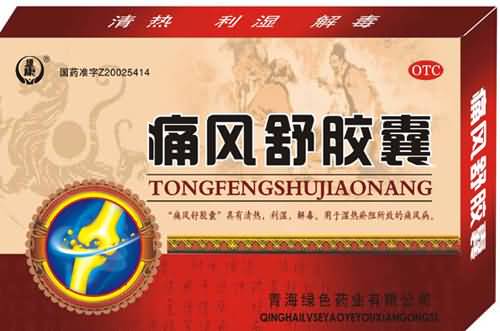 清热 利湿 解毒
国药准字Z20025414
OTC
痛风舒胶囊
TONGFENGSHUJIAONANG
“痛风舒胶囊”具有清热，利湿，解毒。用于湿热瘀阻所致的痛风病。
青海绿色药业有限公司
QINGHAILVSEYAOYEYOUXIANGONGSI
痛风舒胶囊